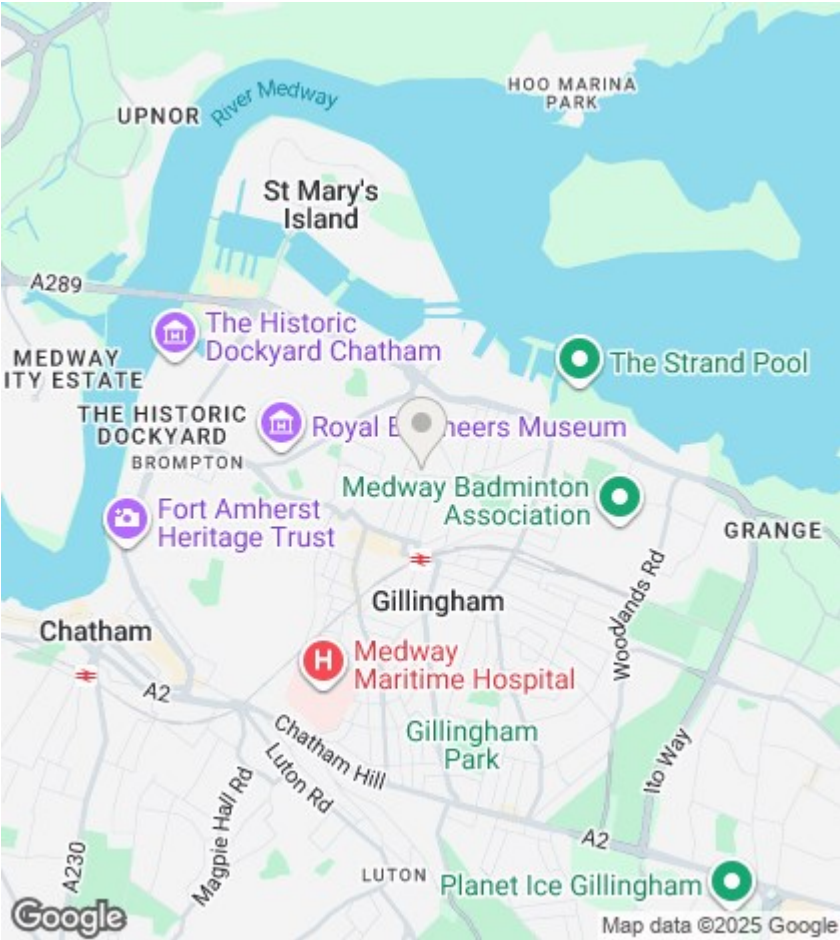 HOO MARINA
PARK
UPNOR
River Medway
St Mary's
Island
A289
The Historic
Dockyard Chatham
MEDWAY
ITY ESTATE
The Strand Pool
THE HISTORIC
DOCKYARD
Royal E neers Museum
BROMPTON
Medway Badminton
Association
Fort Amherst
Heritage Trust
GRANGE
Woodlands Rd
Gillingham
Chatham
H
Medway
Maritime Hospital
A2
Gillingham
Park
Chatham Hill
Ito Way
Luton Rd
Magpie Hall Rd
A2
A230
LUTON
Planet Ice Gillingham
Google
Map data ©2025 Google